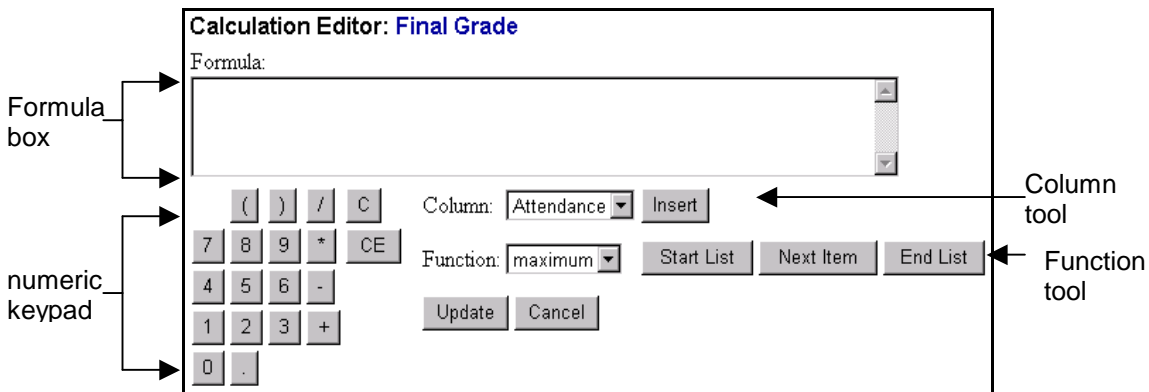 Calculation Editor: Final Grade
Formula:
Formula
box
( ) / C
Column: Attendance Insert
Column
tool
7 8 9 * CE
Function: maximum Start List Next Item End List
Function
tool
numeric
keypad
4 5 6 -
Update Cancel
1 2 3 +
0 .